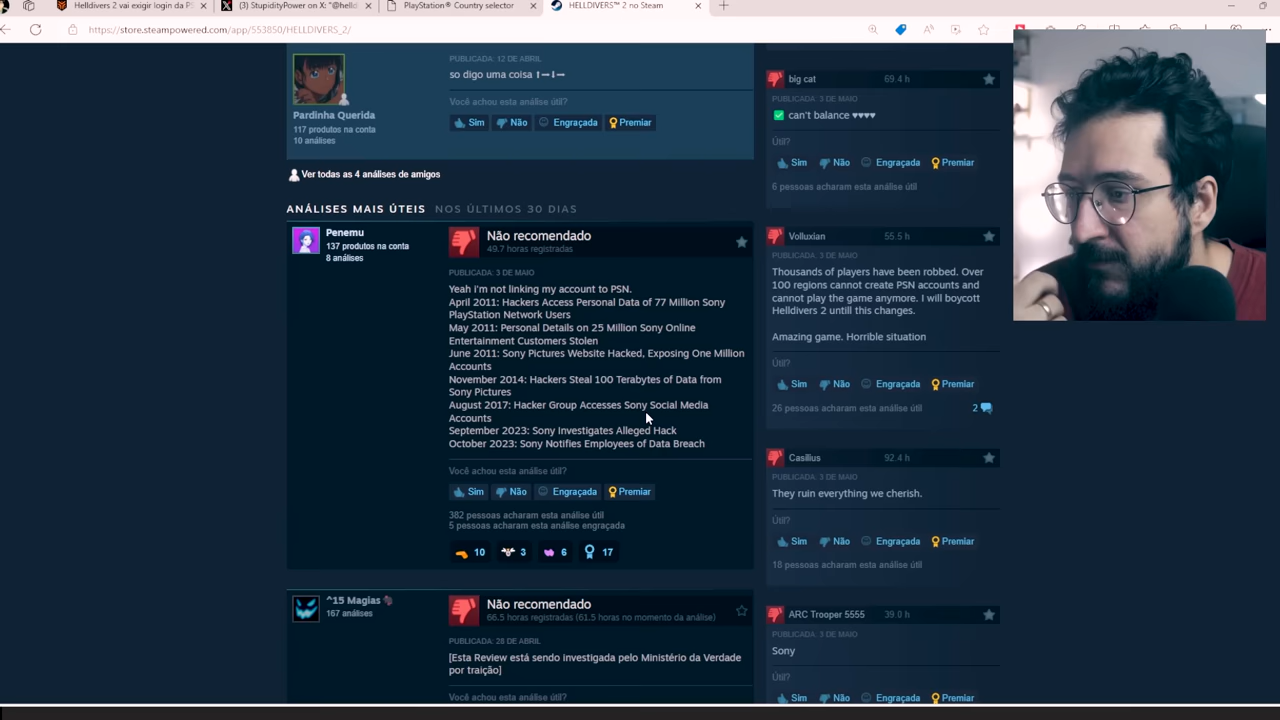 Helldivers 2 vai exigir login da PS
(3) StupidityPower on X: "@helld
PlayStation® Country selector
HELLDIVERS™ 2 no Steam
https://store.steampowered.com/app/553850/HELLDIVERS_2/
PUBLICADA: 12 DE ABRIL
so digo uma coisa
Você achou esta análise útil?
Pardinha Querida
117 produtos na conta
10 análises
Sim Não Engraçada Premiar
Ver todas as 4 análises de amigos
ANÁLISES MAIS ÚTEIS NOS ÚLTIMOS 30 DIAS
Penemu
137 produtos na conta
8 análises
Não recomendado
49.7 horas registradas
PUBLICADA: 3 DE MAIO
Yeah i'm not linking my account to PSN.
April 2011: Hackers Access Personal Data of 77 Million Sony
PlayStation Network Users
May 2011: Personal Details on 25 Million Sony Online
Entertainment Customers Stolen
June 2011: Sony Pictures Website Hacked, Exposing One Million
Accounts
November 2014: Hackers Steal 100 Terabytes of Data from
Sony Pictures
August 2017: Hacker Group Accesses Sony Social Media
Accounts
September 2023: Sony Investigates Alleged Hack
October 2023: Sony Notifies Employees of Data Breach
Você achou esta análise útil?
Sim Não Engraçada Premiar
382 pessoas acharam esta análise útil
5 pessoas acharam esta análise engraçada
10 3 6 17
^15 Magias
167 análises
Não recomendado
66.5 horas registradas (61.5 horas no momento da análise)
PUBLICADA: 28 DE ABRIL
[Esta Review está sendo investigada pelo Ministério da Verdade
por traição]
Você achou esta análise útil?
big cat 69.4 h
PUBLICADA: 3 DE MAIO
can't balance ♥♥♥♥
Útil?
Sim Não Engraçada Premiar
6 pessoas acharam esta análise útil
Volluxian 55.5 h
PUBLICADA: 3 DE MAIO
Thousands of players have been robbed. Over
100 regions cannot create PSN accounts and
cannot play the game anymore. I will boycott
Helldivers 2 untill this changes.
Amazing game. Horrible situation
Útil?
Sim Não Engraçada Premiar
26 pessoas acharam esta análise útil 2
Casilius 92.4 h
PUBLICADA: 3 DE MAIO
They ruin everything we cherish.
Útil?
Sim Não Engraçada Premiar
18 pessoas acharam esta análise útil
ARC Trooper 5555 39.0 h
PUBLICADA: 3 DE MAIO
Sony
Útil?
Sim Não Engraçada Premiar